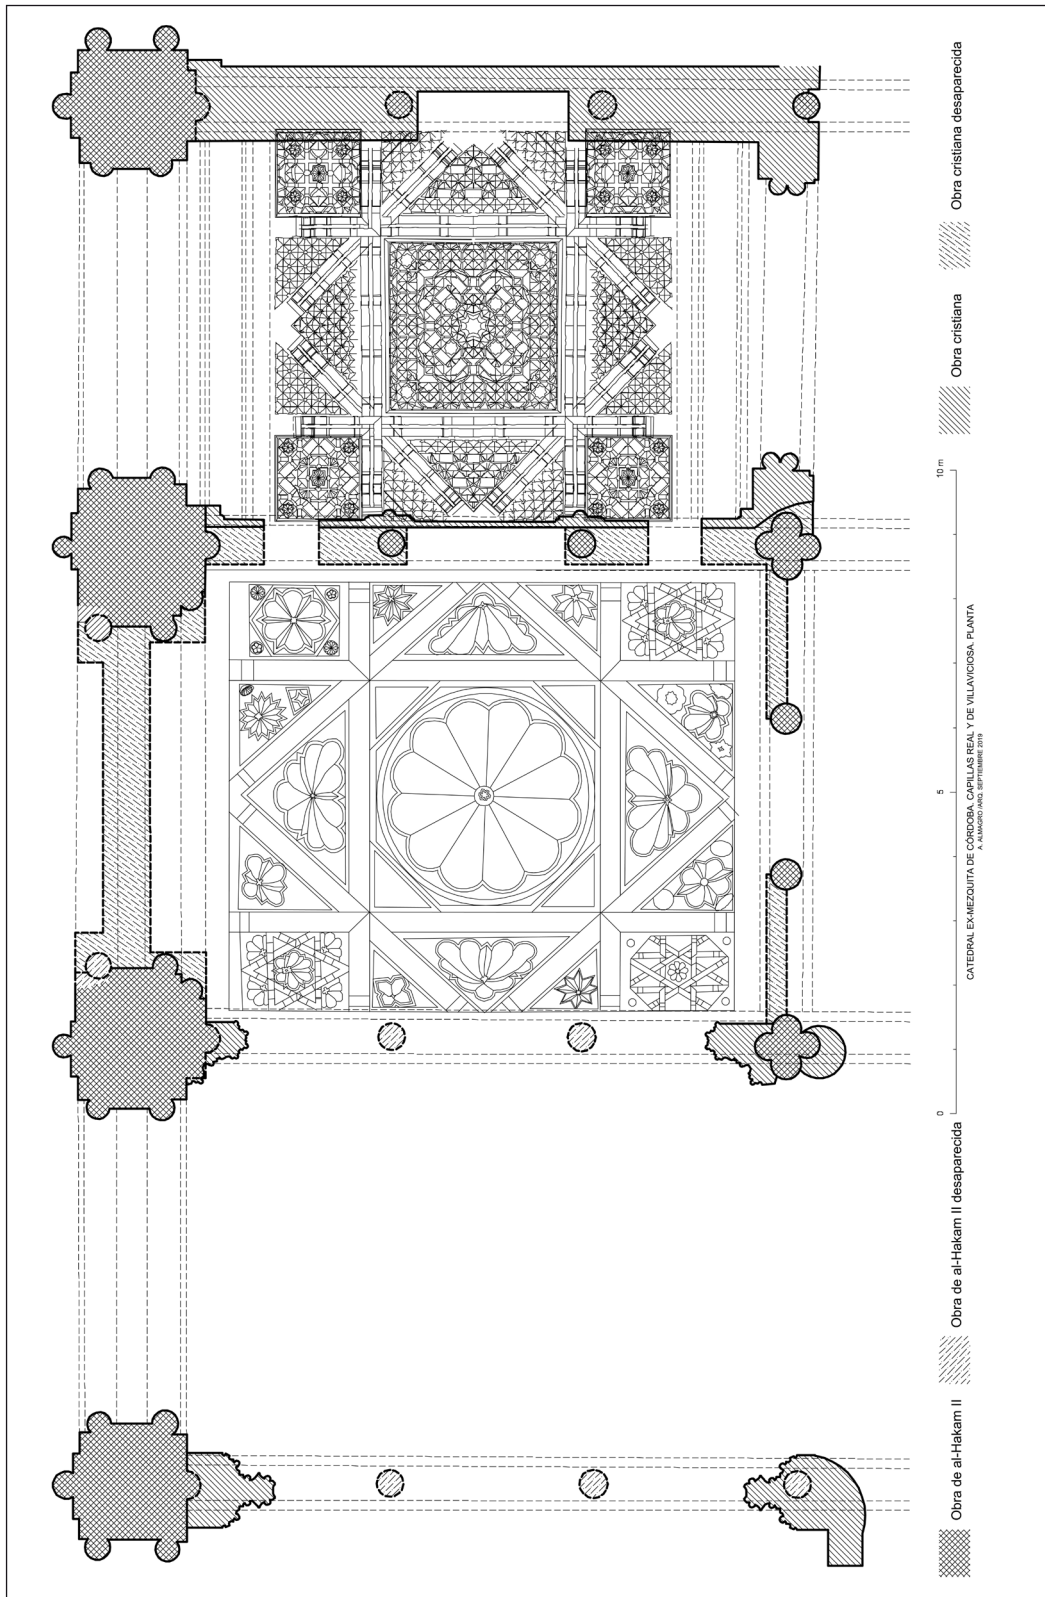 CATEDRAL EX-MEZQUITA DE CÓRDOBA. CAPILLAS REAL Y DE VILLAVICIOSA. PLANTA
A. ALMAGRO /ARQ. SEPTIEMBRE 2019
0
5
10 m
Obra de al-Hakam II
Obra de al-Hakam II desaparecida
Obra cristiana
Obra cristiana desaparecida